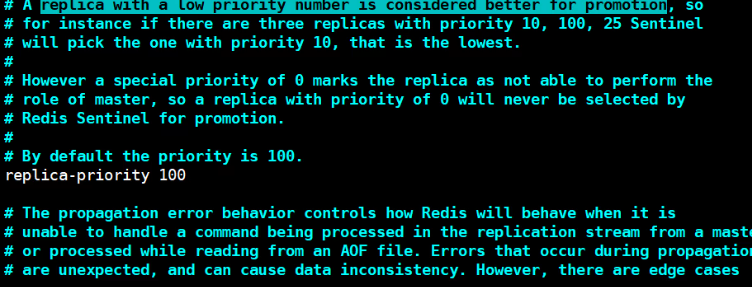 # A replica with a low priority number is considered better for promotion, so
# for instance if there are three replicas with priority 10, 100, 25 Sentinel
# will pick the one with priority 10, that is the lowest.
#
# However a special priority of 0 marks the replica as not able to perform the
# role of master, so a replica with priority of 0 will never be selected by
# Redis Sentinel for promotion.
#
# By default the priority is 100.
replica-priority 100
# The propagation error behavior controls how Redis will behave when it is
# unable to handle a command being processed in the replication stream from a maste
# or processed while reading from an AOF file. Errors that occur during propagation
# are unexpected, and can cause data inconsistency. However, there are edge cases